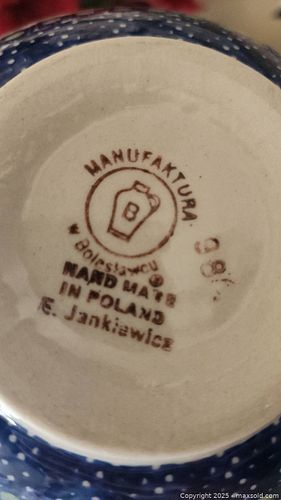 MANUFAKTURA
B
w Bolesławcu
HAND MADE
IN POLAND
E. Jankiewicz
Copyright 2025 - maxsold.com